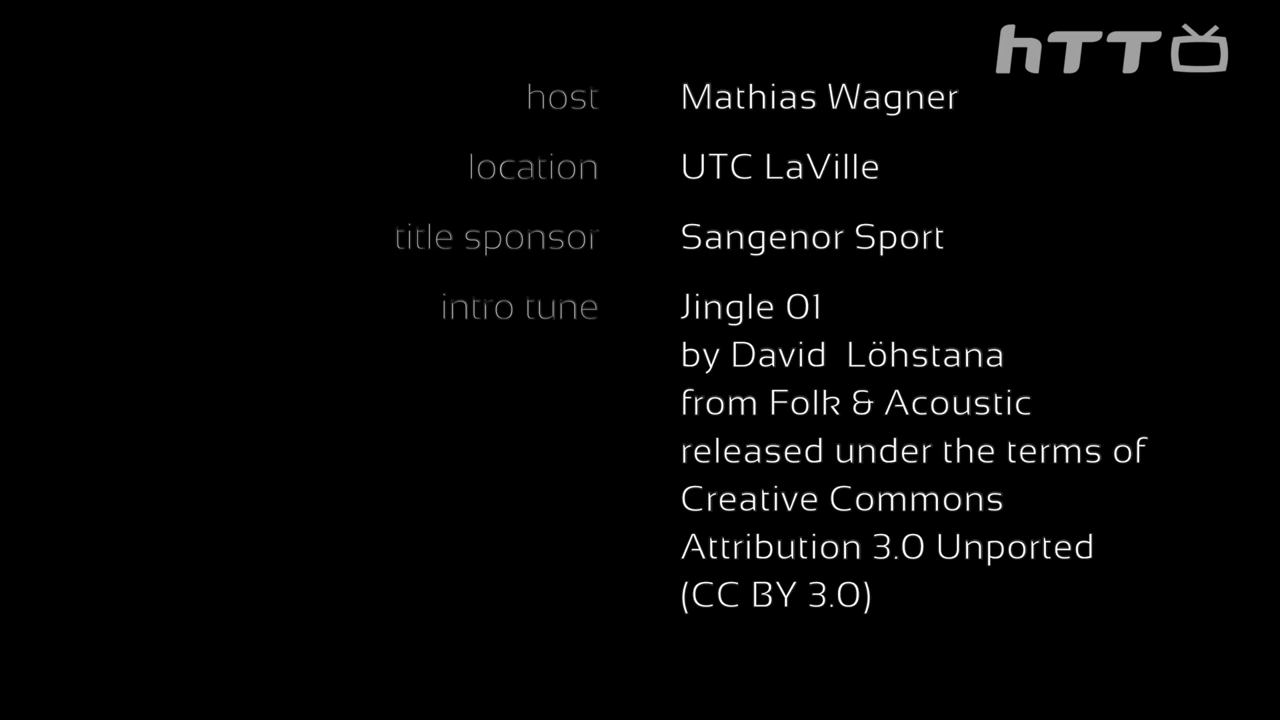 hTT
host Mathias Wagner
location UTC LaVille
title sponsor Sangenor Sport
intro tune Jingle 01
by David Löhstana
from Folk & Acoustic
released under the terms of
Creative Commons
Attribution 3.0 Unported
(CC BY 3.0)